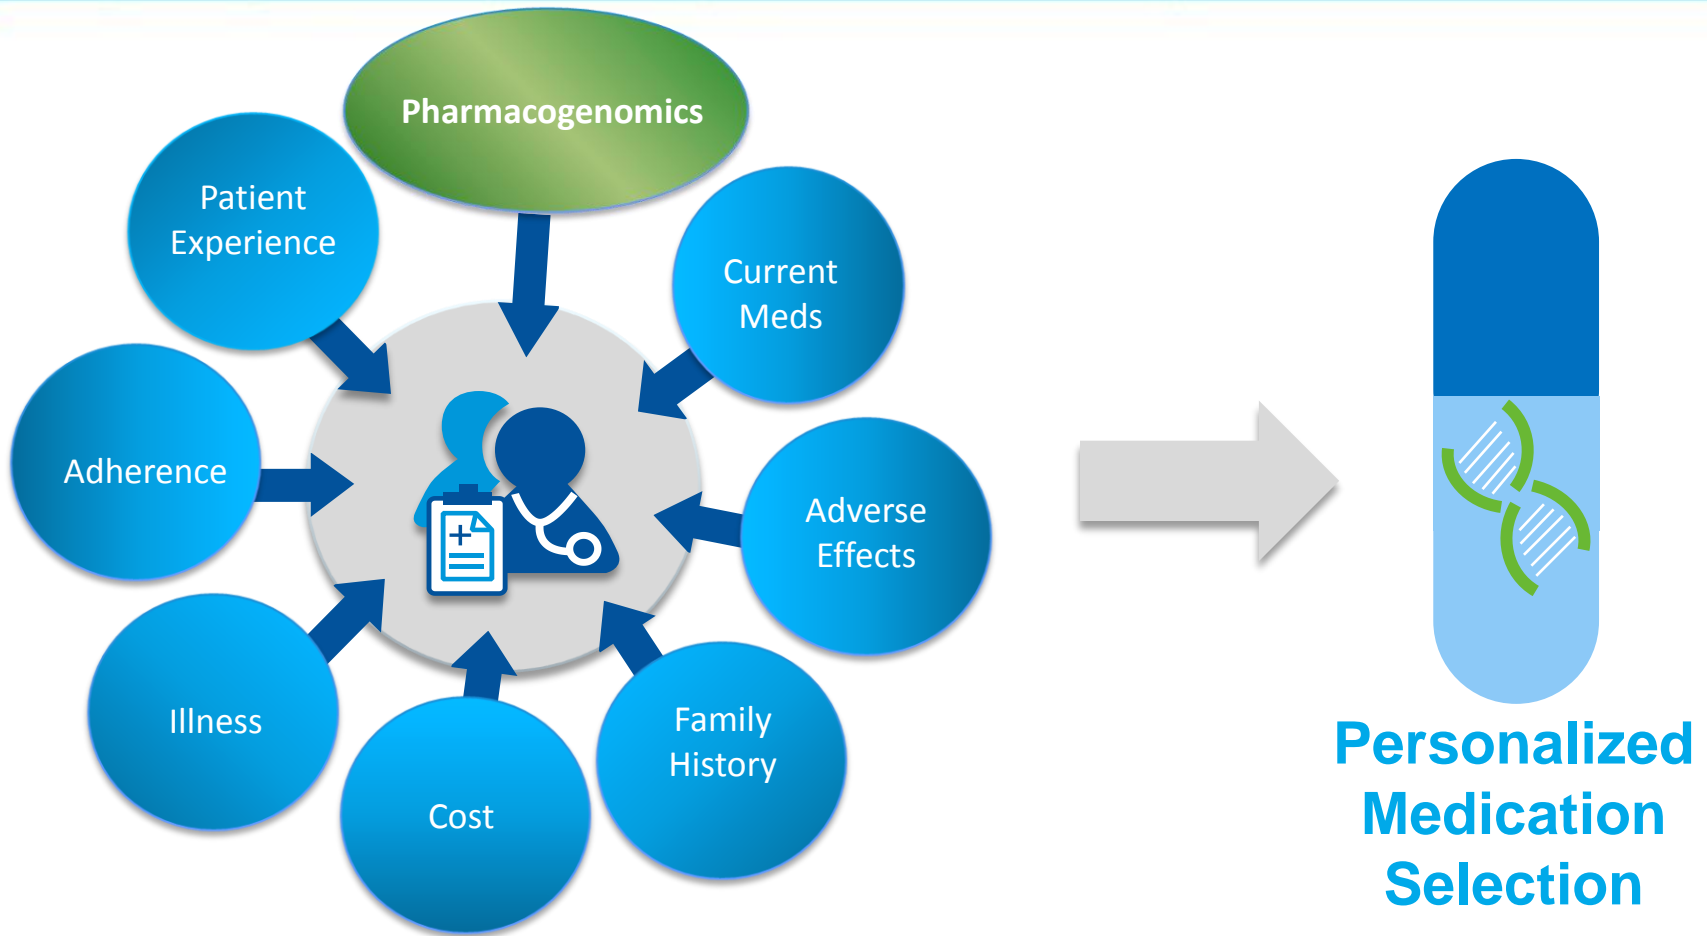 Pharmacogenomics
Patient
Experience
Current
Meds
Adherence
Adverse
Effects
Illness
Family
History
Cost
Personalized
Medication
Selection